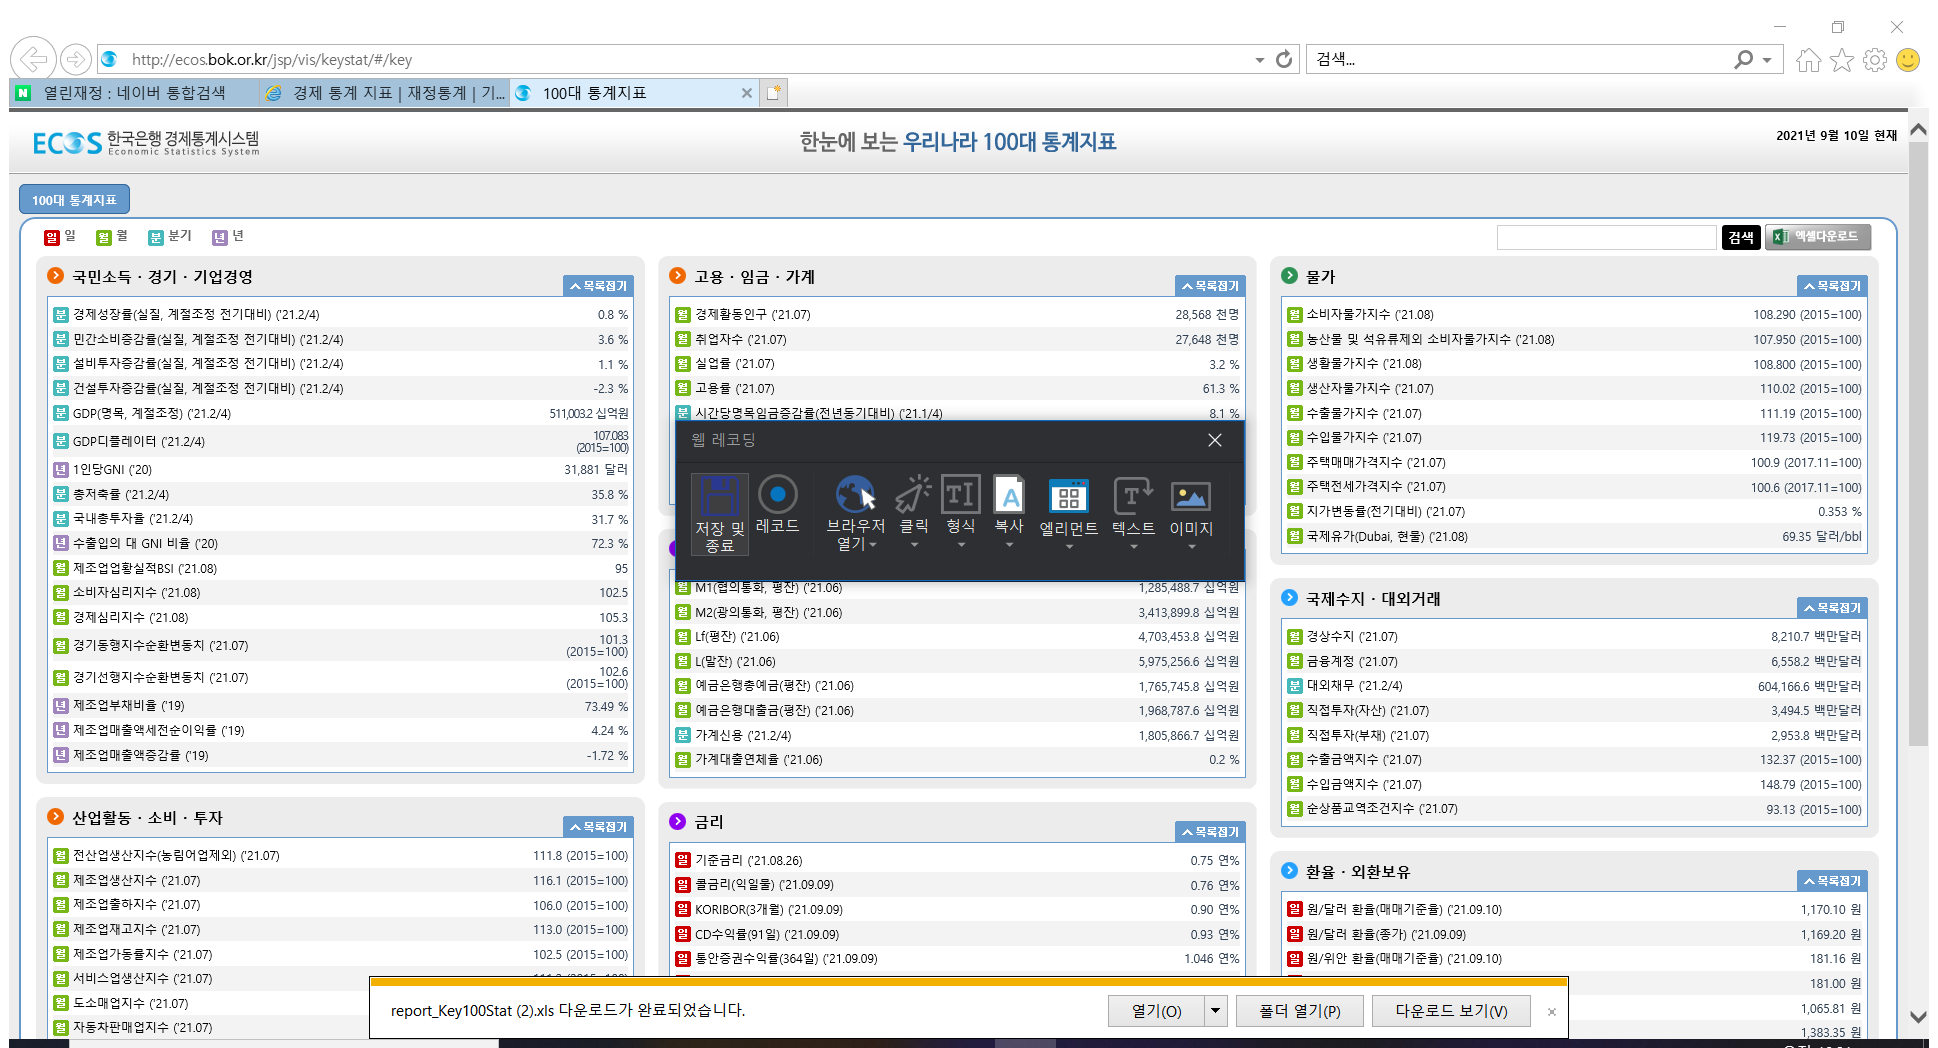 http://ecos.bok.or.kr/jsp/vis/keystat/#/key
검색...
열린재정 : 네이버 통합검색
경제 통계 지표 | 재정통계 | 기...
100대 통계지표
ECOS 한국은행 경제통계시스템
Economic Statistics System
한눈에 보는 우리나라 100대 통계지표
2021년 9월 10일 현재
100대 통계지표
일 일 월 월 분 분기 년 년
검색 엑셀다운로드
국민소득 · 경기 · 기업경영
목록접기
분 경제성장률(실질, 계절조정 전기대비) ('21.2/4) 0.8 %
분 민간소비증감률(실질, 계절조정 전기대비) ('21.2/4) 3.6 %
분 설비투자증감률(실질, 계절조정 전기대비) ('21.2/4) 1.1 %
분 건설투자증감률(실질, 계절조정 전기대비) ('21.2/4) -2.3 %
분 GDP(명목, 계절조정) ('21.2/4) 511,003.2 십억원
분 GDP디플레이터 ('21.2/4) 107.083
(2015=100)
년 1인당GNI ('20) 31,881 달러
분 총저축률 ('21.2/4) 35.8 %
분 국내총투자율 ('21.2/4) 31.7 %
년 수출입의 대 GNI 비율 ('20) 72.3 %
월 제조업업황실적BSI ('21.08) 95
월 소비자심리지수 ('21.08) 102.5
월 경제심리지수 ('21.08) 105.3
월 경기동행지수순환변동치 ('21.07) 101.3
(2015=100)
월 경기선행지수순환변동치 ('21.07) 102.6
(2015=100)
년 제조업부채비율 ('19) 73.49 %
년 제조업매출액세전순이익률 ('19) 4.24 %
년 제조업매출액증감률 ('19) -1.72 %
산업활동 · 소비 · 투자
목록접기
월 전산업생산지수(농림어업제외) ('21.07) 111.8 (2015=100)
월 제조업생산지수 ('21.07) 116.1 (2015=100)
월 제조업출하지수 ('21.07) 106.0 (2015=100)
월 제조업재고지수 ('21.07) 113.0 (2015=100)
월 제조업가동률지수 ('21.07) 102.5 (2015=100)
월 서비스업생산지수 ('21.07)
월 도소매업지수 ('21.07)
월 자동차판매업지수 ('21.07)
고용 · 임금 · 가계
목록접기
월 경제활동인구 ('21.07) 28,568 천명
월 취업자수 ('21.07) 27,648 천명
월 실업률 ('21.07) 3.2 %
월 고용률 ('21.07) 61.3 %
분 시간당명목임금증감률(전년동기대비) ('21.1/4) 8.1 %
웹 레코딩
저장 및
종료
레코드
브라우저
열기
클릭
형식
복사
엘리먼트
텍스트
이미지
월 M1(협의통화, 평잔) ('21.06) 1,285,488.7 십억원
월 M2(광의통화, 평잔) ('21.06) 3,413,899.8 십억원
월 Lf(평잔) ('21.06) 4,703,453.8 십억원
월 L(말잔) ('21.06) 5,975,256.6 십억원
월 예금은행총예금(평잔) ('21.06) 1,765,745.8 십억원
월 예금은행대출금(평잔) ('21.06) 1,968,787.6 십억원
분 가계신용 ('21.2/4) 1,805,866.7 십억원
월 가계대출연체율 ('21.06) 0.2 %
금리
목록접기
일 기준금리 ('21.08.26) 0.75 연%
일 콜금리(익일물) ('21.09.09) 0.76 연%
일 KORIBOR(3개월) ('21.09.09) 0.90 연%
일 CD수익률(91일) ('21.09.09) 0.93 연%
일 통안증권수익률(364일) ('21.09.09) 1.046 연%
물가
목록접기
월 소비자물가지수 ('21.08) 108.290 (2015=100)
월 농산물 및 석유류제외 소비자물가지수 ('21.08) 107.950 (2015=100)
월 생활물가지수 ('21.08) 108.800 (2015=100)
월 생산자물가지수 ('21.07) 110.02 (2015=100)
월 수출물가지수 ('21.07) 111.19 (2015=100)
월 수입물가지수 ('21.07) 119.73 (2015=100)
월 주택매매가격지수 ('21.07) 100.9 (2017.11=100)
월 주택전세가격지수 ('21.07) 100.6 (2017.11=100)
월 지가변동률(전기대비) ('21.07) 0.353 %
월 국제유가(Dubai, 현물) ('21.08) 69.35 달러/bbl
국제수지 · 대외거래
목록접기
월 경상수지 ('21.07) 8,210.7 백만달러
월 금융계정 ('21.07) 6,558.2 백만달러
분 대외채무 ('21.2/4) 604,166.6 백만달러
월 직접투자(자산) ('21.07) 3,494.5 백만달러
월 직접투자(부채) ('21.07) 2,953.8 백만달러
월 수출금액지수 ('21.07) 132.37 (2015=100)
월 수입금액지수 ('21.07) 148.79 (2015=100)
월 순상품교역조건지수 ('21.07) 93.13 (2015=100)
환율 · 외환보유
목록접기
일 원/달러 환율(매매기준율) ('21.09.10) 1,170.10 원
일 원/달러 환율(종가) ('21.09.09) 1,169.20 원
일 원/위안 환율(매매기준율) ('21.09.10) 181.16 원
181.00 원
1,065.81 원
1,383.35 원
report_Key100Stat (2).xls 다운로드가 완료되었습니다.
열기(O)
폴더 열기(P)
다운로드 보기(V)